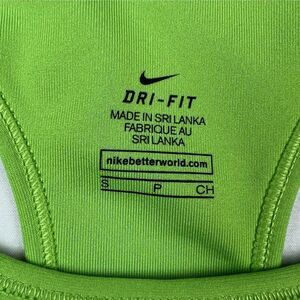 DRI-FIT
MADE IN SRI LANKA
FABRIQUE AU
SRI LANKA
nikebetterworld.com
S P CH